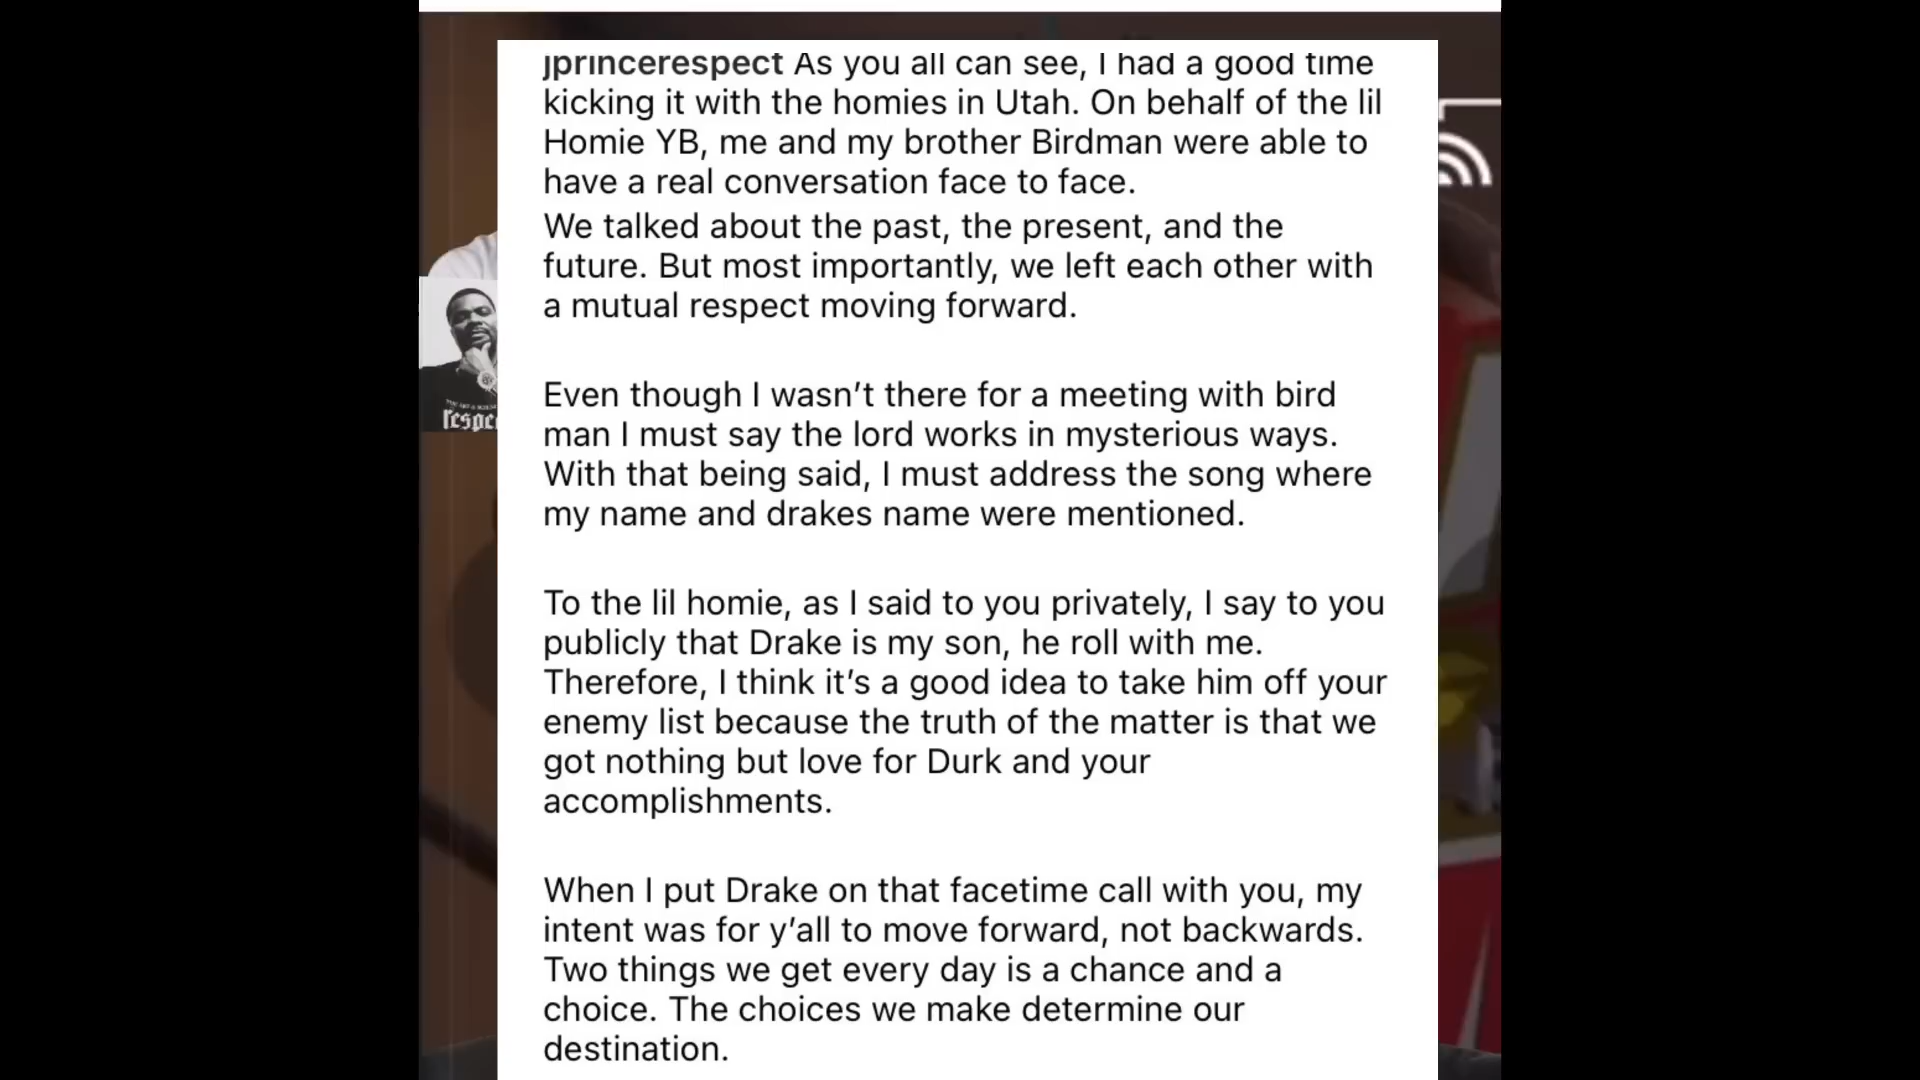 jprincerespect As you all can see, I had a good time
kicking it with the homies in Utah. On behalf of the lil
Homie YB, me and my brother Birdman were able to
have a real conversation face to face.
We talked about the past, the present, and the
future. But most importantly, we left each other with
a mutual respect moving forward.
Even though I wasn’t there for a meeting with bird
man I must say the lord works in mysterious ways.
With that being said, I must address the song where
my name and drakes name were mentioned.
To the lil homie, as I said to you privately, I say to you
publicly that Drake is my son, he roll with me.
Therefore, I think it’s a good idea to take him off your
enemy list because the truth of the matter is that we
got nothing but love for Durk and your
accomplishments.
When I put Drake on that facetime call with you, my
intent was for y’all to move forward, not backwards.
Two things we get every day is a chance and a
choice. The choices we make determine our
destination.